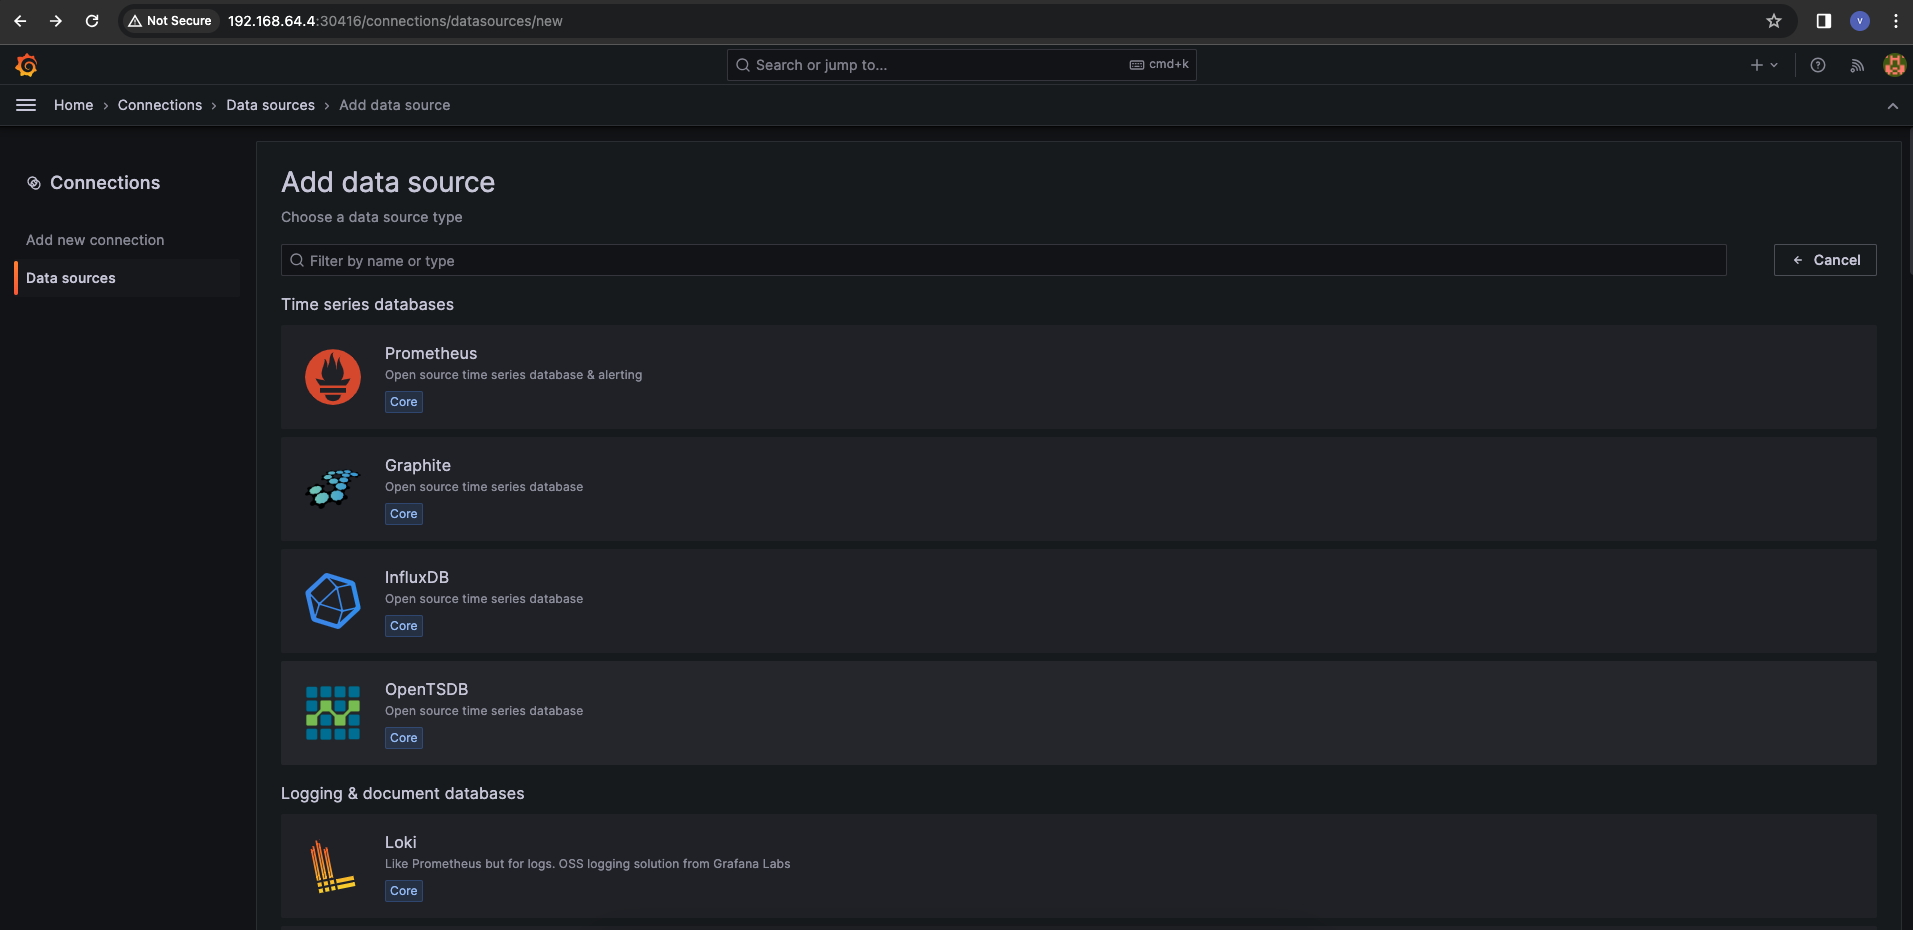 Not Secure 192.168.64.4:30416/connections/datasources/new
V
Search or jump to... cmd+k
Home › Connections › Data sources › Add data source
Connections
Add new connection
Data sources
Add data source
Choose a data source type
Filter by name or type
Cancel
Time series databases
Prometheus
Open source time series database & alerting
Core
Graphite
Open source time series database
Core
InfluxDB
Open source time series database
Core
OpenTSDB
Open source time series database
Core
Logging & document databases
Loki
Like Prometheus but for logs. OSS logging solution from Grafana Labs
Core